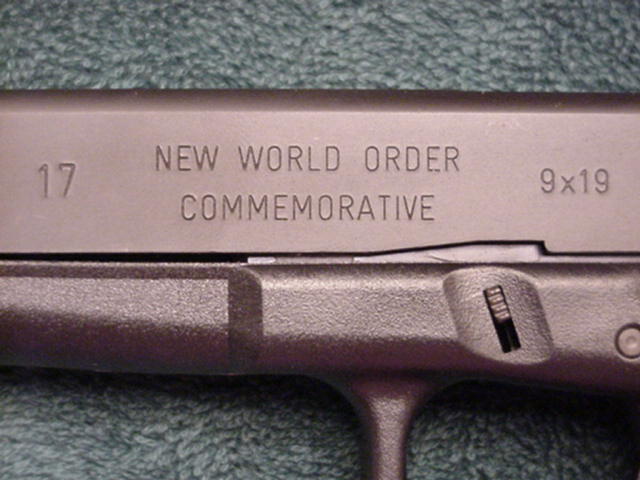 17
NEW WORLD ORDER
COMMEMORATIVE
9x19